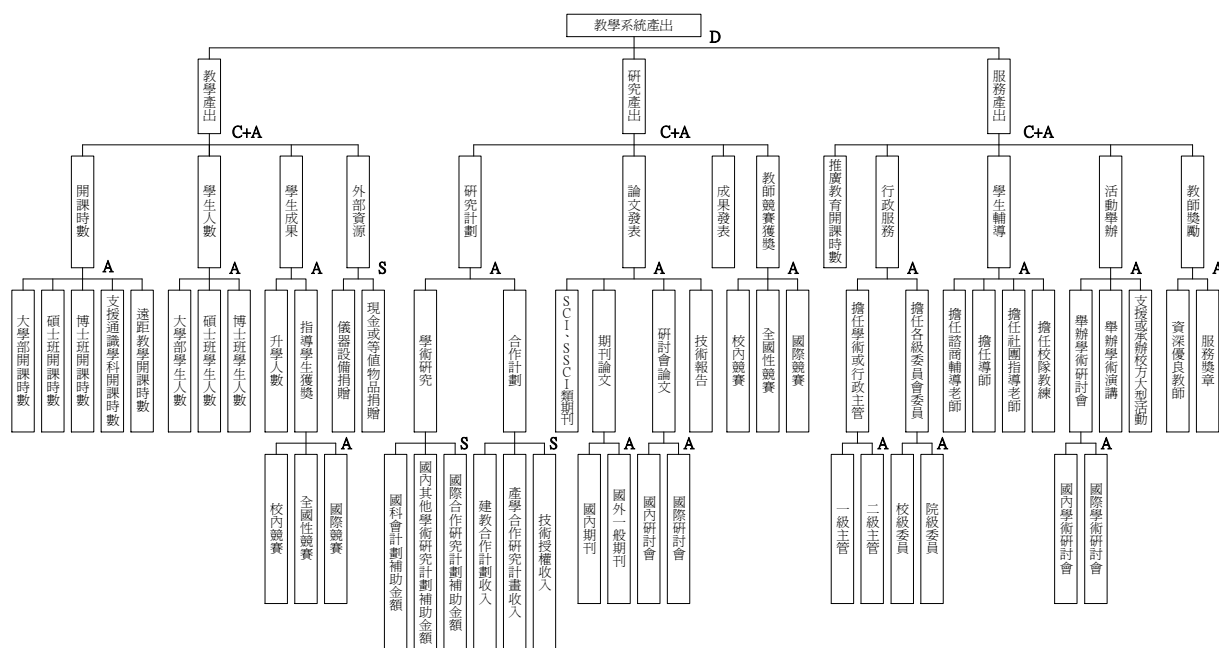 教學系統產出
D
教學產出
研究產出
服務產出
C+A
C+A
C+A
開課時數
學生人數
學生成果
外部資源
研究計劃
論文發表
成果發表
教師競賽獲獎
推廣教育開課時數
行政服務
學生輔導
活動舉辦
教師獎勵
A
A
A
S
A
A
A
A
A
A
A
大學部開課時數
碩士班開課時數
博士班開課時數
支援通識學科開課時數
遠距教學開課時數
大學部學生人數
碩士班學生人數
博士班學生人數
升學人數
指導學生獲獎
儀器設備捐贈
現金或等值物品捐贈
學術研究
合作計劃
SCI、SSCI類期刊
期刊論文
研討會論文
技術報告
校內競賽
全國性競賽
國際競賽
擔任學術或行政主管
擔任各級委員會委員
擔任諮商輔導老師
擔任導師
擔任社團指導老師
擔任校隊教練
舉辦學術研討會
舉辦學術演講
支援或承辦校方大型活動
資深優良教師
服務獎章
A
S
S
A
A
A
A
A
校內競賽
全國性競賽
國際競賽
國科會計劃補助金額
國內其他學術研究計劃補助金額
國際合作研究計劃補助金額
建教合作計劃收入
產學合作研究計畫收入
技術授權收入
國內期刊
國外一般期刊
國內研討會
國際研討會
一級主管
二級主管
校級委員
院級委員
國內學術研討會
國際學術研討會